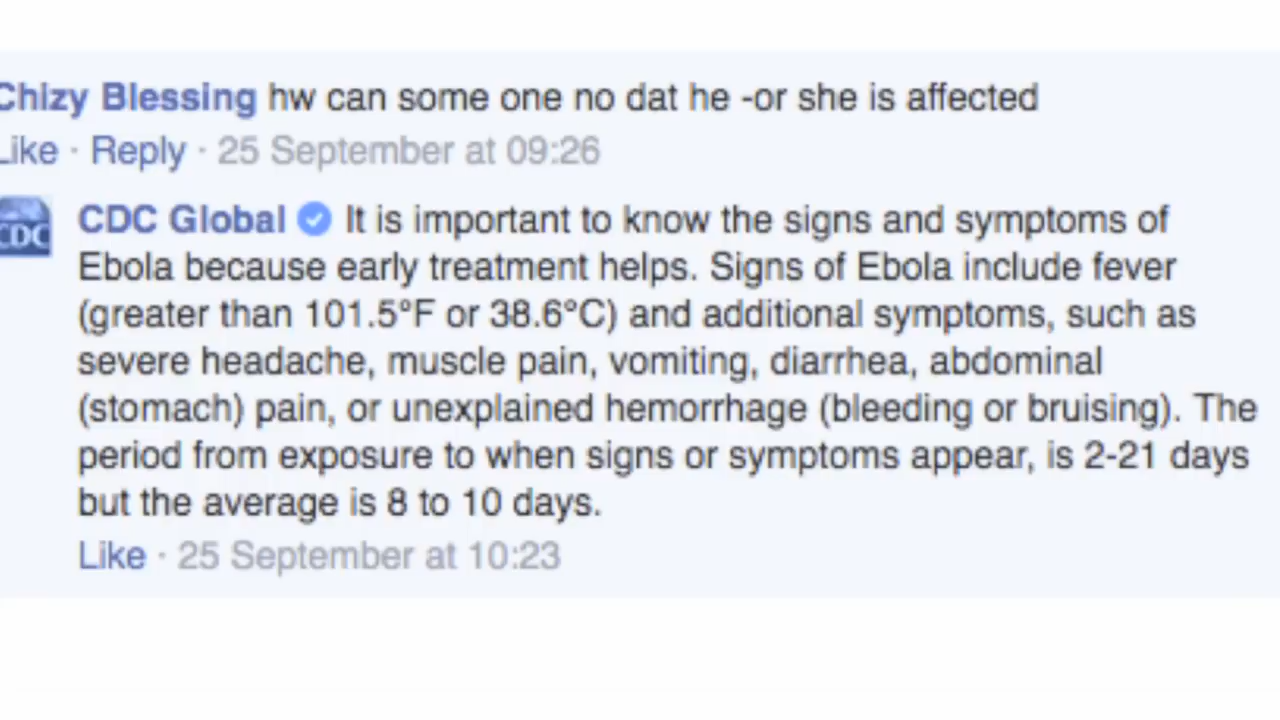 Chizy Blessing hw can some one no dat he -or she is affected
Like · Reply · 25 September at 09:26
CDC
CDC Global It is important to know the signs and symptoms of
Ebola because early treatment helps. Signs of Ebola include fever
(greater than 101.5°F or 38.6°C) and additional symptoms, such as
severe headache, muscle pain, vomiting, diarrhea, abdominal
(stomach) pain, or unexplained hemorrhage (bleeding or bruising). The
period from exposure to when signs or symptoms appear, is 2-21 days
but the average is 8 to 10 days.
Like · 25 September at 10:23